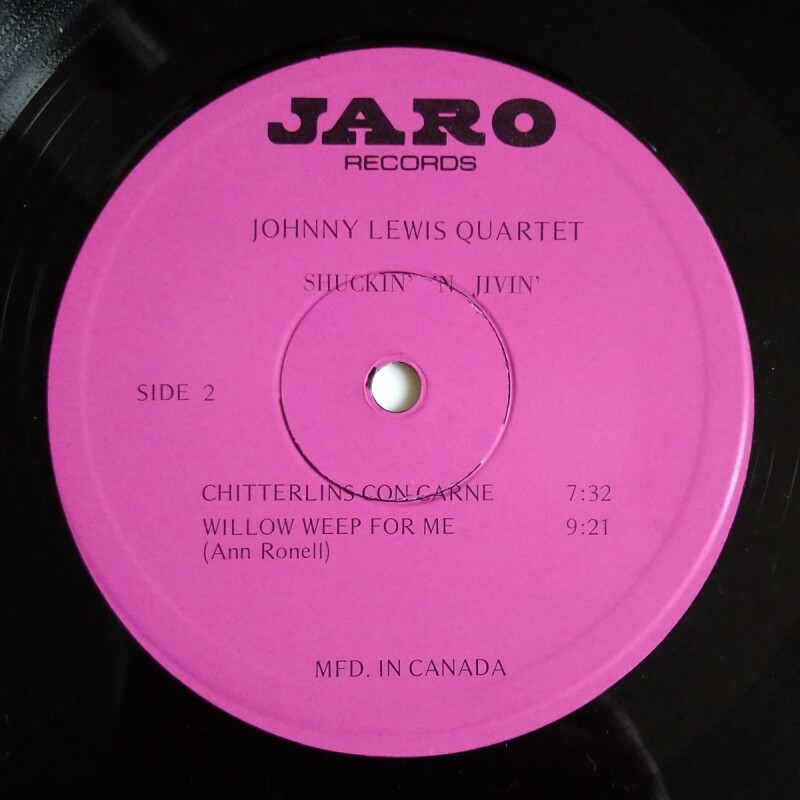 JARO
RECORDS
JOHNNY LEWIS QUARTET
SHUCKIN' 'N JIVIN'
SIDE 2
CHITTERLINS CON CARNE 7:32
WILLOW WEEP FOR ME 9:21
(Ann Ronell)
MFD. IN CANADA